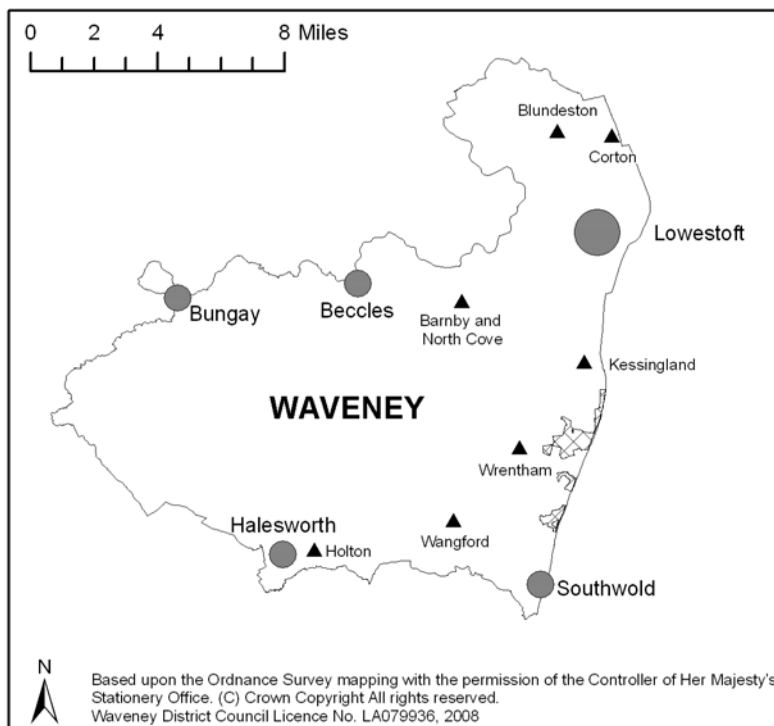 0 2 4 8 Miles
Blundeston
Corton
Lowestoft
Beccles
Bungay
Barnby and
North Cove
Kessingland
WAVENEY
Wrentham
Halesworth
Wangford
Holton
Southwold
N
Based upon the Ordnance Survey mapping with the permission of the Controller of Her Majesty's
Stationery Office. (C) Crown Copyright All rights reserved.
Waveney District Council Licence No. LA079936, 2008